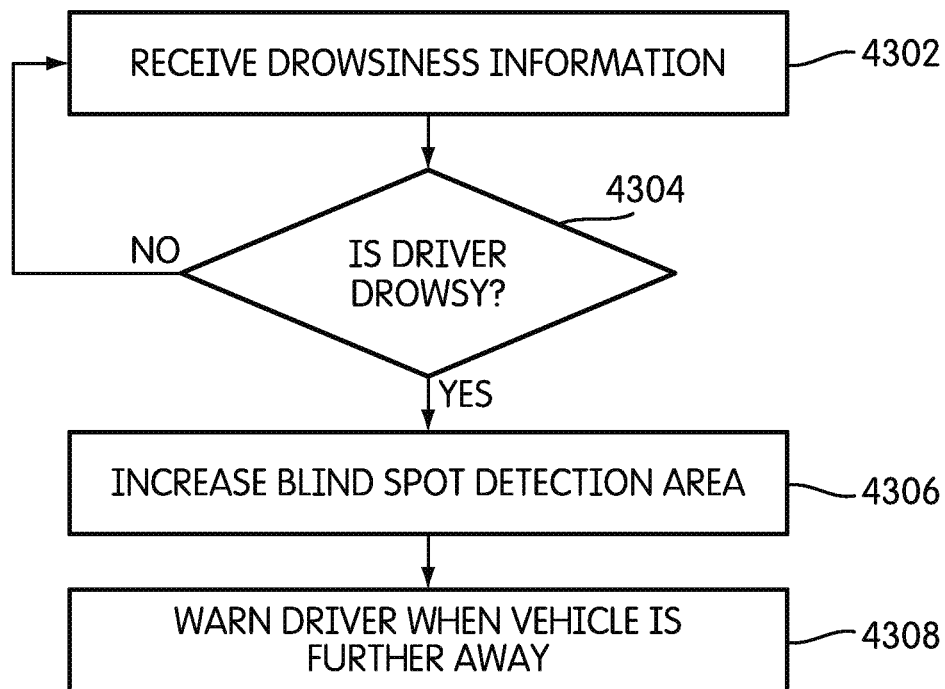 RECEIVE DROWSINESS INFORMATION
4302
4304
IS DRIVER
DROWSY?
NO
YES
INCREASE BLIND SPOT DETECTION AREA
4306
WARN DRIVER WHEN VEHICLE IS
FURTHER AWAY
4308